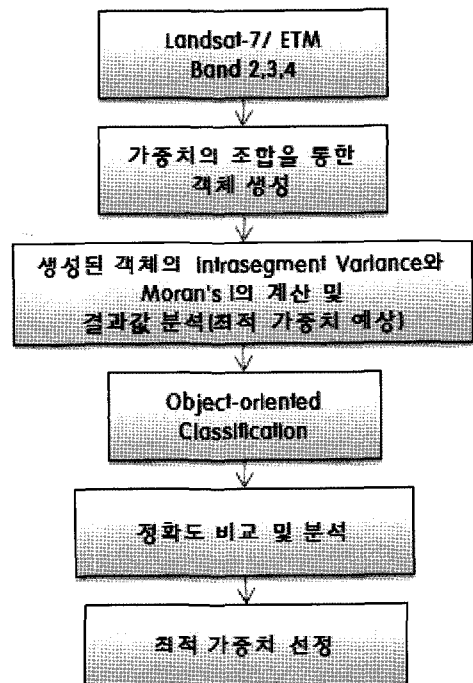 Landsat-7/ ETM
Band 2,3,4
가중치의 조합을 통한
객체 생성
생성된 객체의 Intrasegment Variance와
Moran's I의 계산 및
결과값 분석(최적 가중치 예상)
Object-oriented
Classification
정확도 비교 및 분석
최적 가중치 선정